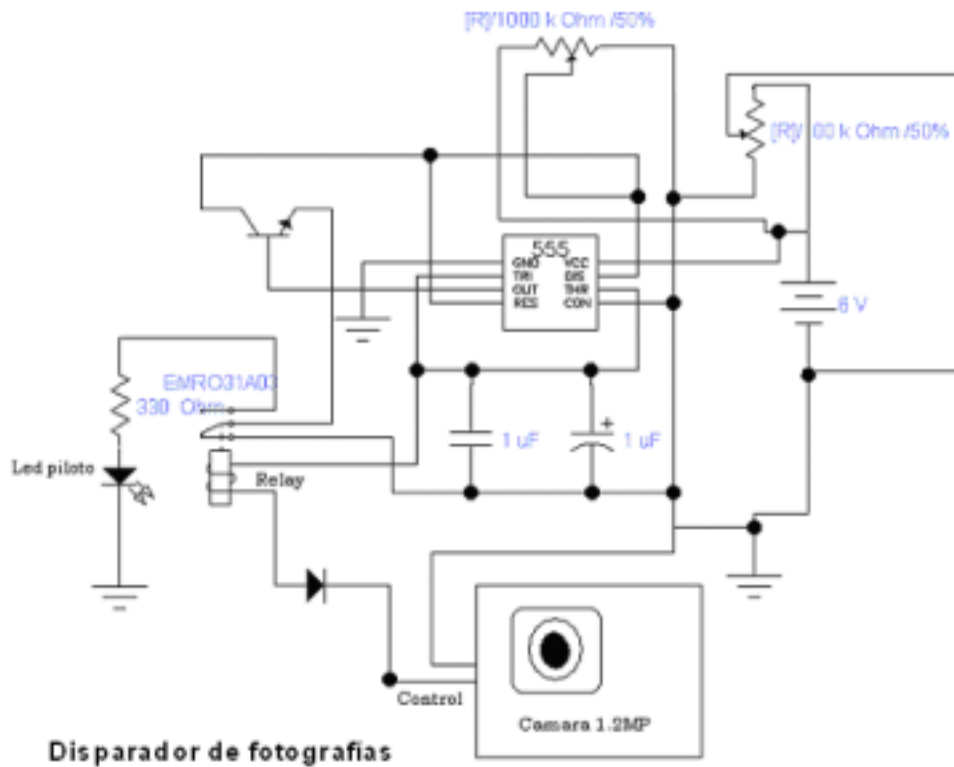 [R]/1000 k Ohm /50%
[R]/ 00 k Ohm /50%
555
GND VCC
TRI DIS
OUT THR
RES CON
6 V
EMRO31A03
330 Ohm
1 uF
1 uF
Led piloto
Relay
Control
Camara 1.2MP
Disparador de fotografias